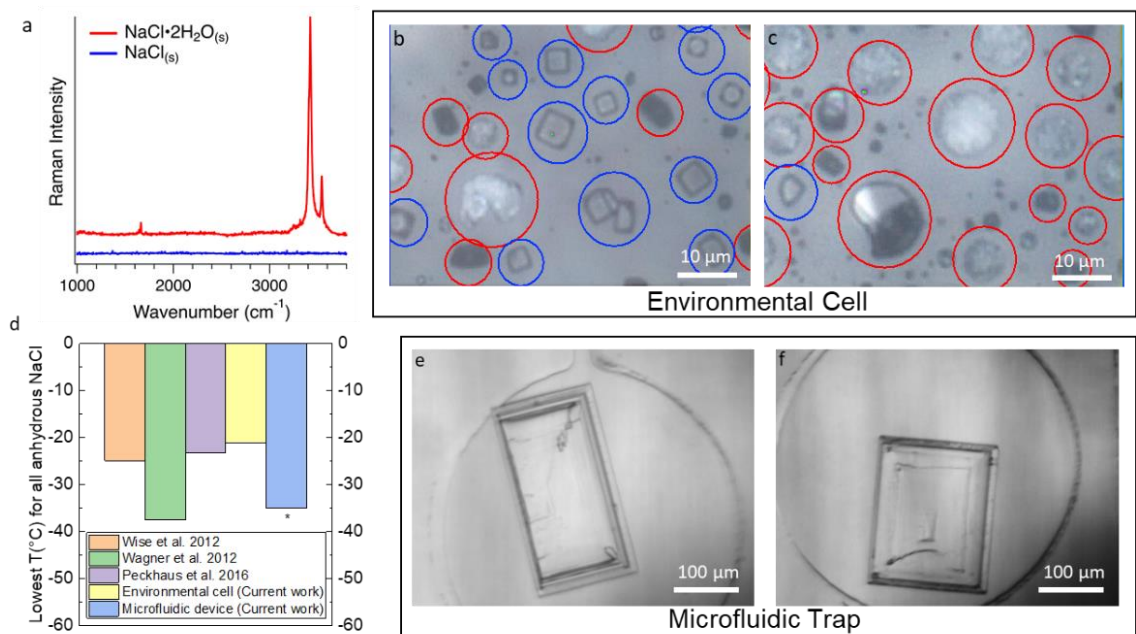 a
NaCl•2H₂O(s)
NaCl(s)
Raman Intensity
1000
2000
3000
Wavenumber (cm⁻¹)
b
10 µm
c
10 µm
Environmental Cell
d
Lowest T(°C) for all anhydrous NaCl
0
-10
-20
-30
-40
-50
-60
0
-10
-20
-30
-40
-50
-60
*
Wise et al. 2012
Wagner et al. 2012
Peckhaus et al. 2016
Environmental cell (Current work)
Microfluidic device (Current work)
e
100 µm
f
100 µm
Microfluidic Trap